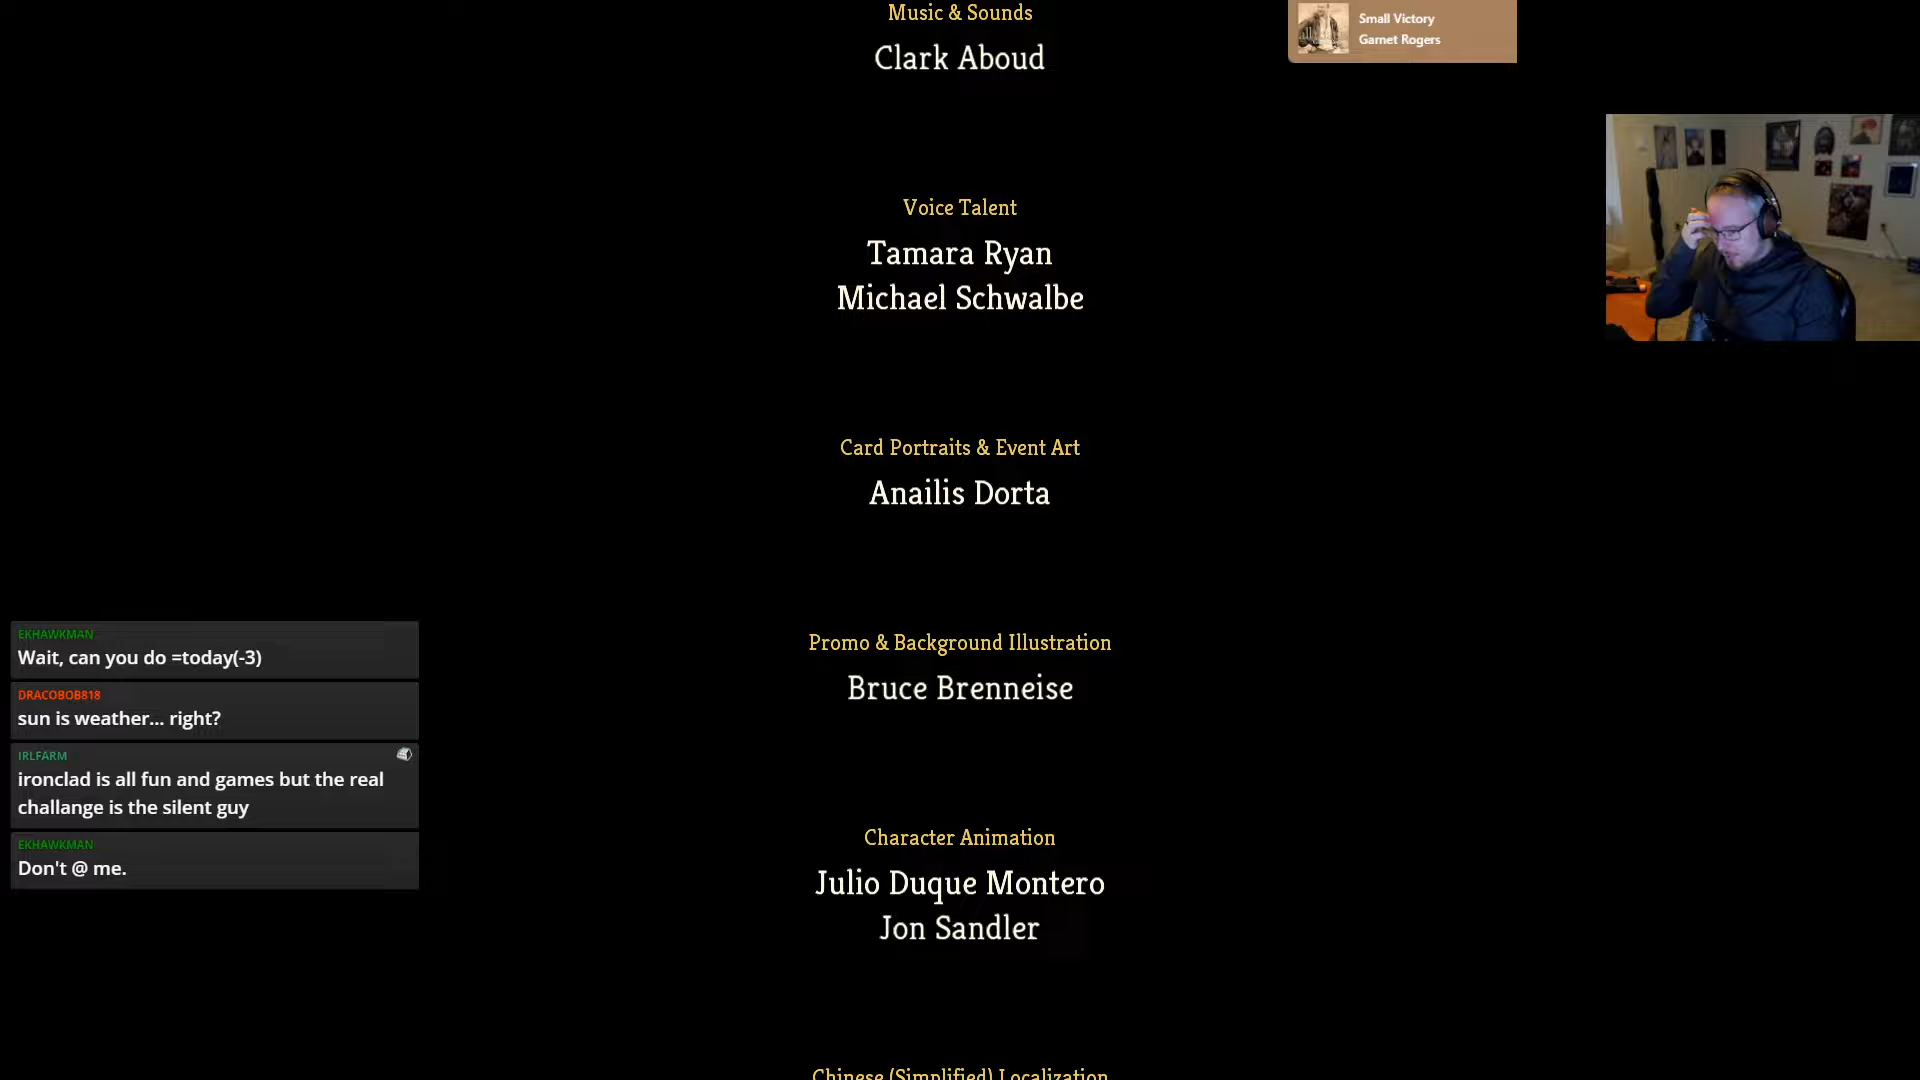 Music & Sounds
Clark Aboud
Small Victory
Garnet Rogers
Voice Talent
Tamara Ryan
Michael Schwalbe
Card Portraits & Event Art
Anailis Dorta
Promo & Background Illustration
Bruce Brenneise
Character Animation
Julio Duque Montero
Jon Sandler
Chinese (Simplified) Localization
EKHAWKMAN
Wait, can you do =today(-3)
DRACOBOB818
sun is weather... right?
IRLFARM
ironclad is all fun and games but the real
challange is the silent guy
EKHAWKMAN
Don't @ me.